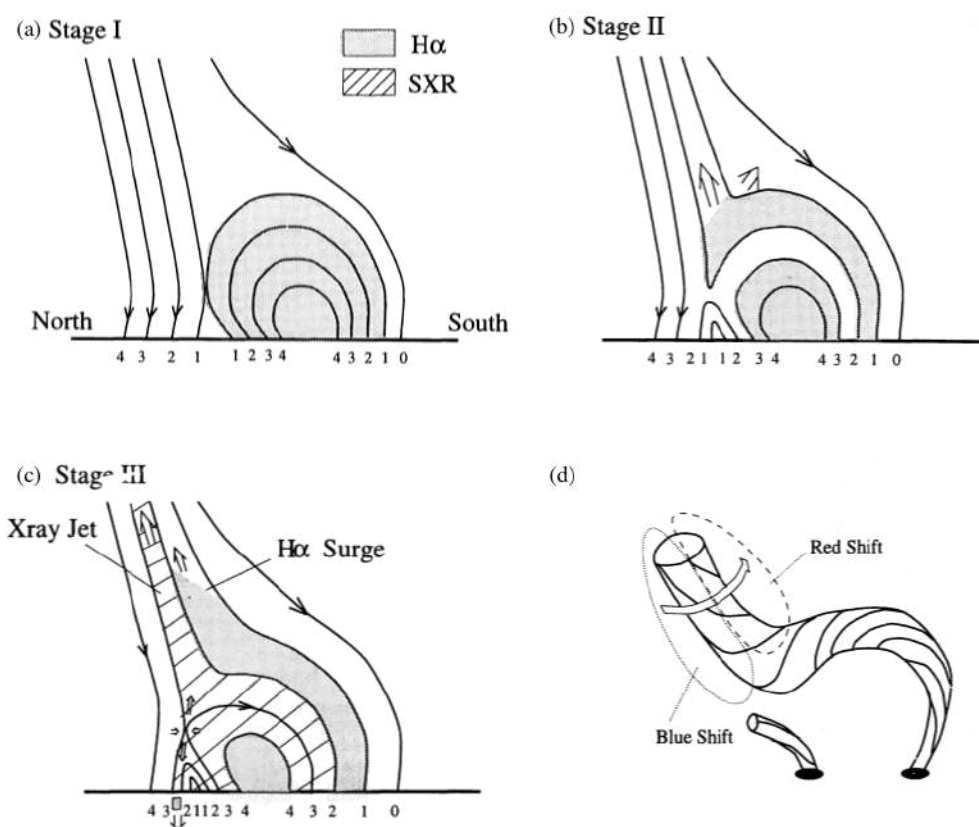 (a) Stage I
Hα
SXR
North
South
4 3 2 1 1 2 3 4 4 3 2 1 0
(b) Stage II
4 3 2 1 1 2 3 4 4 3 2 1 0
(c) Stage III
Xray Jet
Hα Surge
4 3 2 1 1 2 3 4 4 3 2 1 0
(d)
Red Shift
Blue Shift